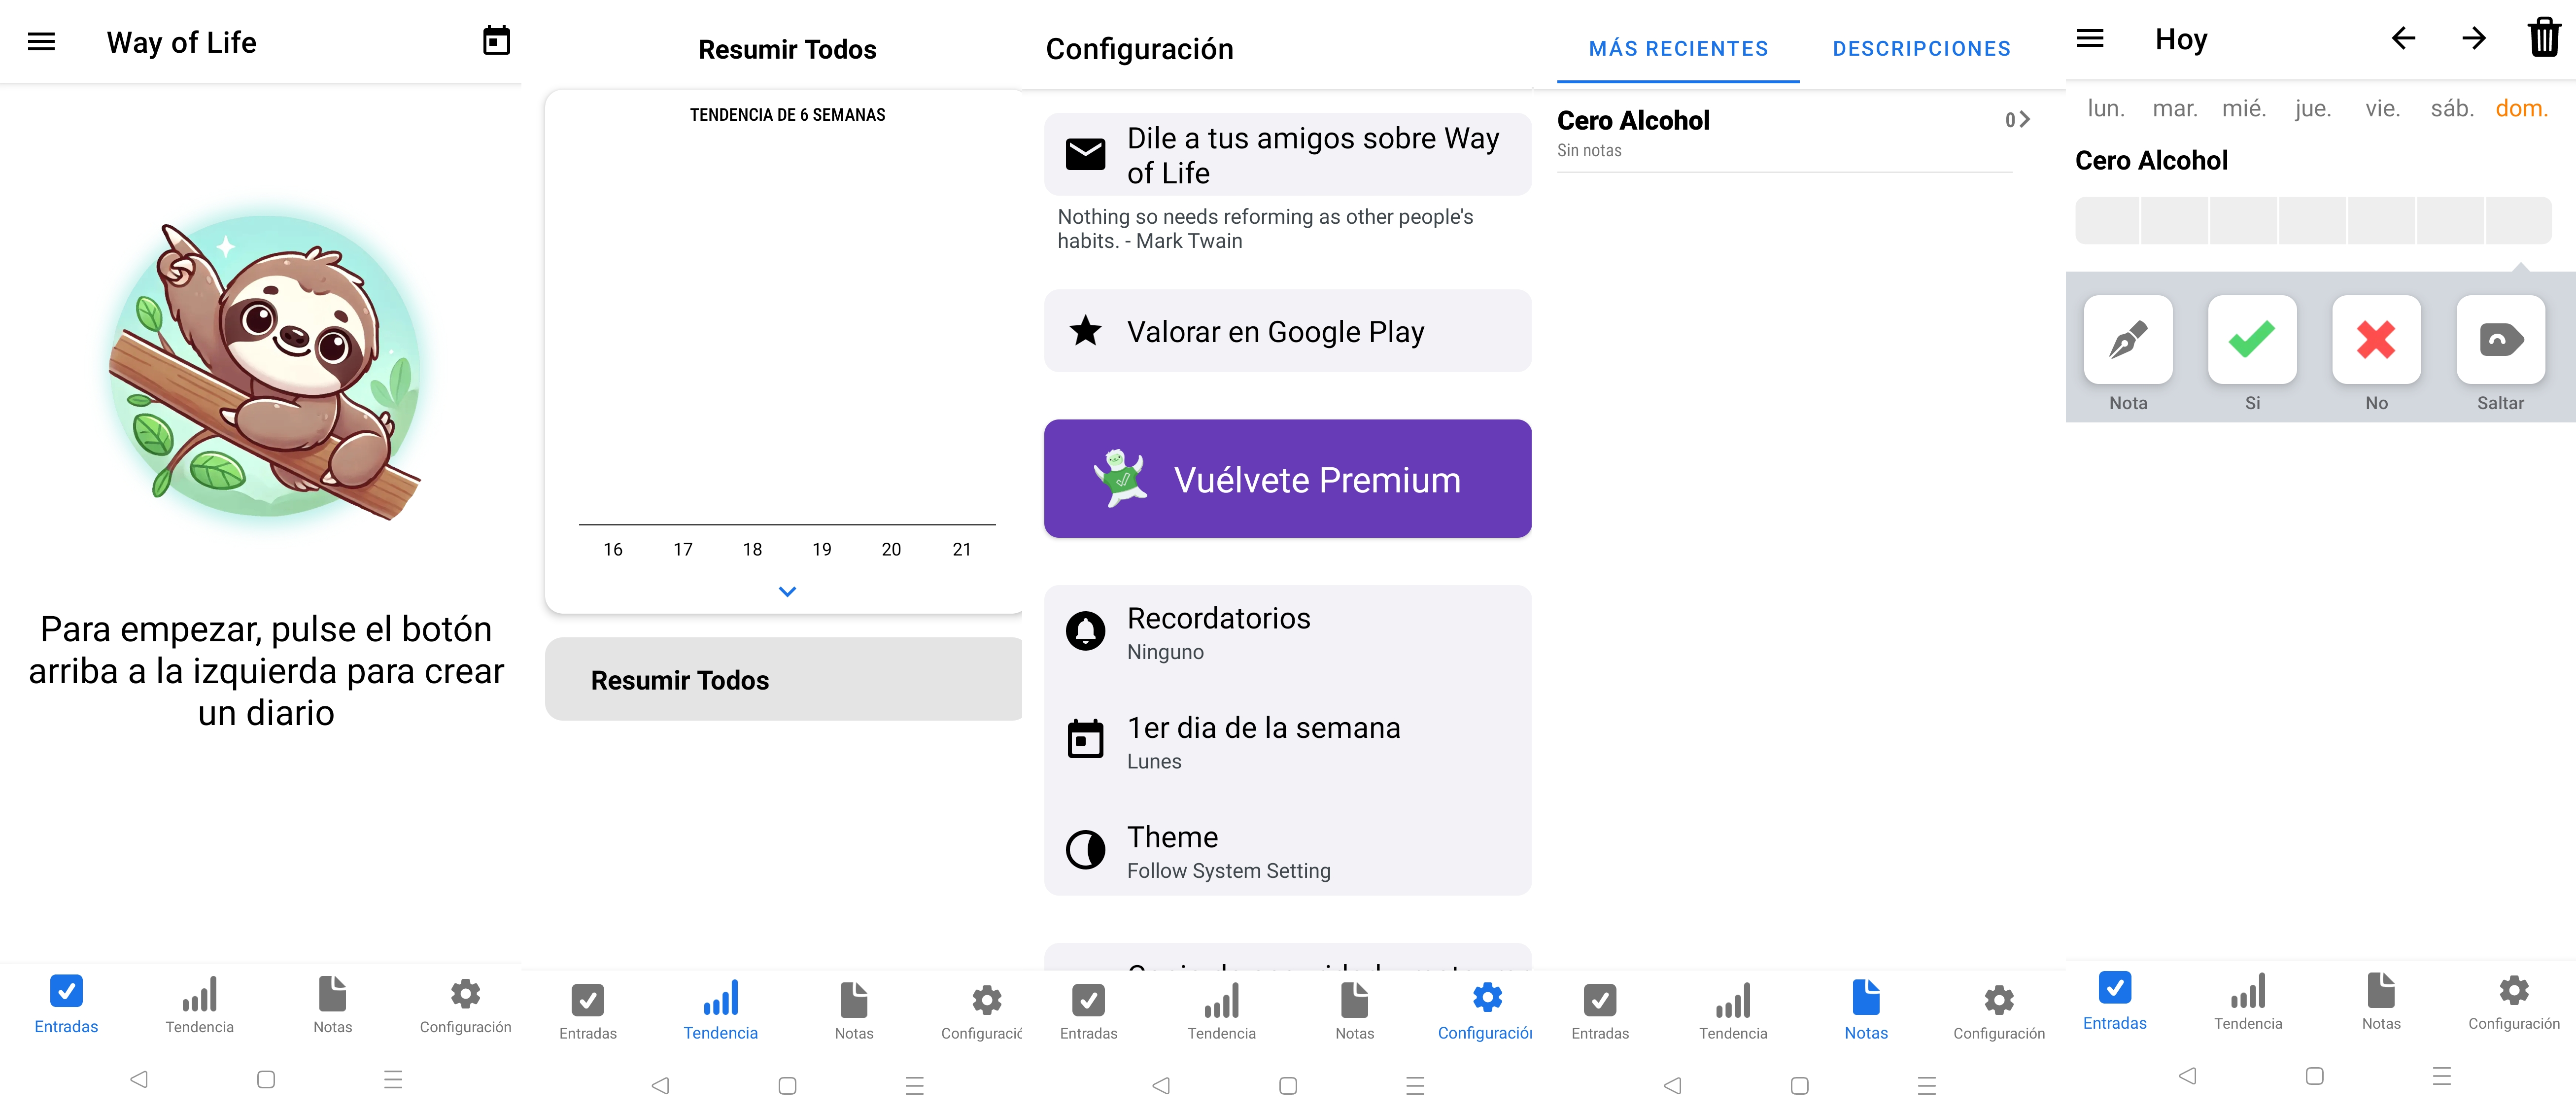 Way of Life
Para empezar, pulse el botón
arriba a la izquierda para crear
un diario
Entradas
Tendencia
Notas
Configuración
Resumir Todos
TENDENCIA DE 6 SEMANAS
16 17 18 19 20 21
Resumir Todos
Entradas
Tendencia
Notas
Configuració
Configuración
Dile a tus amigos sobre Way
of Life
Nothing so needs reforming as other people's
habits. - Mark Twain
Valorar en Google Play
Vuélvete Premium
Recordatorios
Ninguno
1er dia de la semana
Lunes
Theme
Follow System Setting
Entradas
Tendencia
Notas
Configuración
MÁS RECIENTES
DESCRIPCIONES
Cero Alcohol
0
Sin notas
Entradas
Tendencia
Notas
Configuración
Hoy
lun. mar. mié. jue. vie. sáb. dom.
Cero Alcohol
Nota
Si
No
Saltar
Entradas
Tendencia
Notas
Configuración